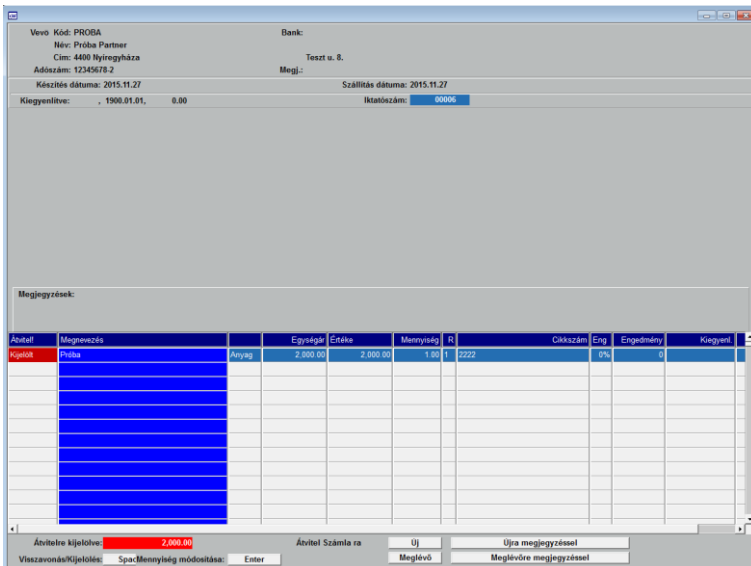 Vevö Kód: PROBA Bank:
Név: Próba Partner
Cím: 4400 Nyíregyháza Teszt u. 8.
Adószám: 12345678-2 Megj.:
Készítés dátuma: 2015.11.27 Szállítás dátuma: 2015.11.27
Kiegyenlítve: , 1900.01.01, 0.00 Iktatószám: 00006
Megjegyzések:
Átvitel! Megnevezés Egységár Értéke Mennyiség R Cikkszám Eng Engedmény Kiegyenl.
Kijelölt Próba Anyag 2,000.00 2,000.00 1.00 1 2222 0% 0
Átvitelre kijelölve: 2,000.00 Átvitel Számla ra Új Újra megjegyzéssel
Visszavonás/Kijelölés: Spac Mennyiség módosítása: Enter Meglévö Meglévöre megjegyzéssel